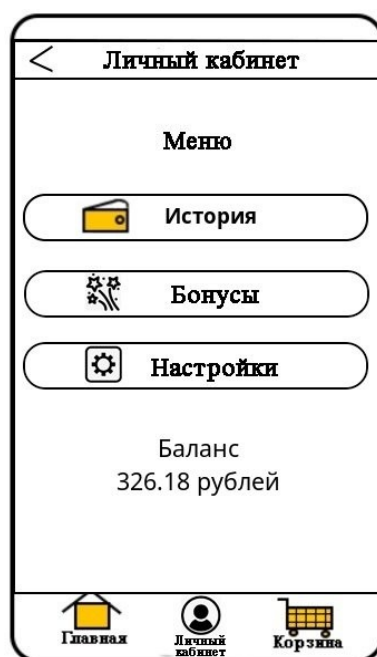 Личный кабинет
Меню
История
Бонусы
Настройки
Баланс
326.18 рублей
Главная
Личный
кабинет
Корзина